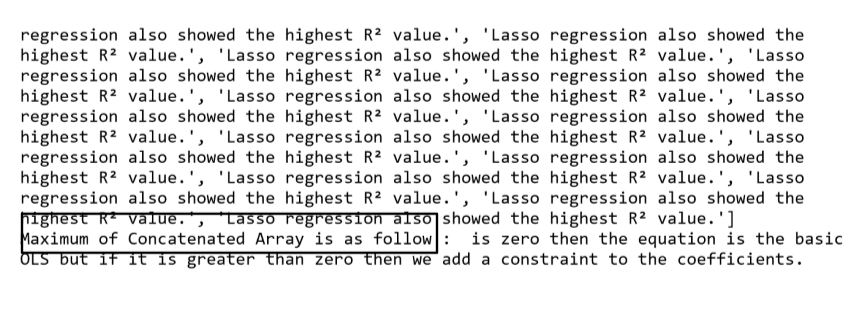 regression also showed the highest R² value.', 'Lasso regression also showed the
highest R² value.', 'Lasso regression also showed the highest R² value.', 'Lasso
regression also showed the highest R² value.', 'Lasso regression also showed the
highest R² value.', 'Lasso regression also showed the highest R² value.', 'Lasso
regression also showed the highest R² value.', 'Lasso regression also showed the
highest R² value.', 'Lasso regression also showed the highest R² value.', 'Lasso
regression also showed the highest R² value.', 'Lasso regression also showed the
highest R² value.', 'Lasso regression also showed the highest R² value.', 'Lasso
regression also showed the highest R² value.', 'Lasso regression also showed the
highest R² value.', 'Lasso regression also showed the highest R² value.']
Maximum of Concatenated Array is as follow :  is zero then the equation is the basic
OLS but if it is greater than zero then we add a constraint to the coefficients.